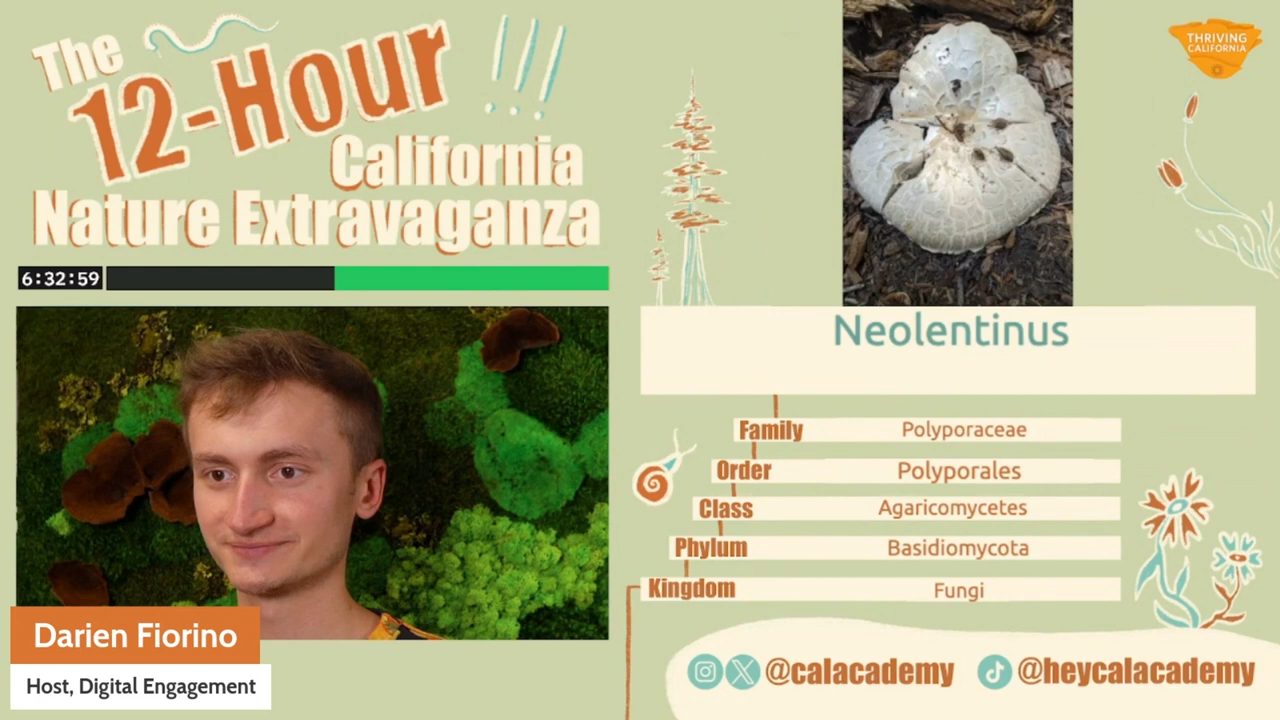 The
12-Hour !!!
California
Nature Extravaganza
6:32:59
Darien Fiorino
Host, Digital Engagement
THRIVING
CALIFORNIA
Neolentinus
Family Polyporaceae
Order Polyporales
Class Agaricomycetes
Phylum Basidiomycota
Kingdom Fungi
@calacademy @heycalacademy